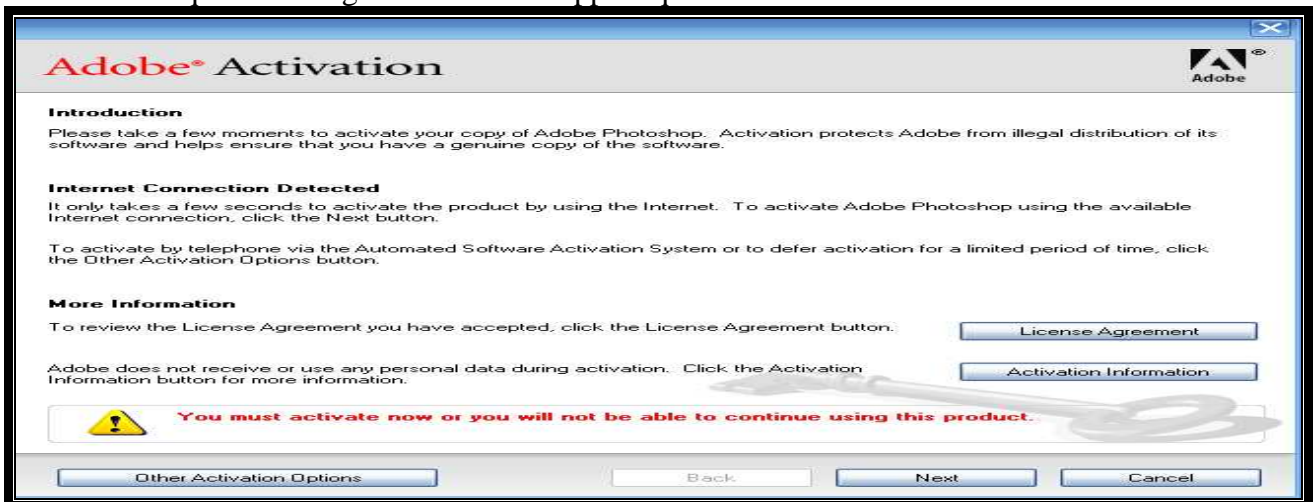 Adobe® Activation
Adobe®
Introduction
Please take a few moments to activate your copy of Adobe Photoshop. Activation protects Adobe from illegal distribution of its
software and helps ensure that you have a genuine copy of the software.
Internet Connection Detected
It only takes a few seconds to activate the product by using the Internet. To activate Adobe Photoshop using the available
Internet connection, click the Next button.
To activate by telephone via the Automated Software Activation System or to defer activation for a limited period of time, click
the Other Activation Options button.
More Information
To review the License Agreement you have accepted, click the License Agreement button.
License Agreement
Adobe does not receive or use any personal data during activation. Click the Activation
Information button for more information.
Activation Information
You must activate now or you will not be able to continue using this product.
Other Activation Options
Back
Next
Cancel